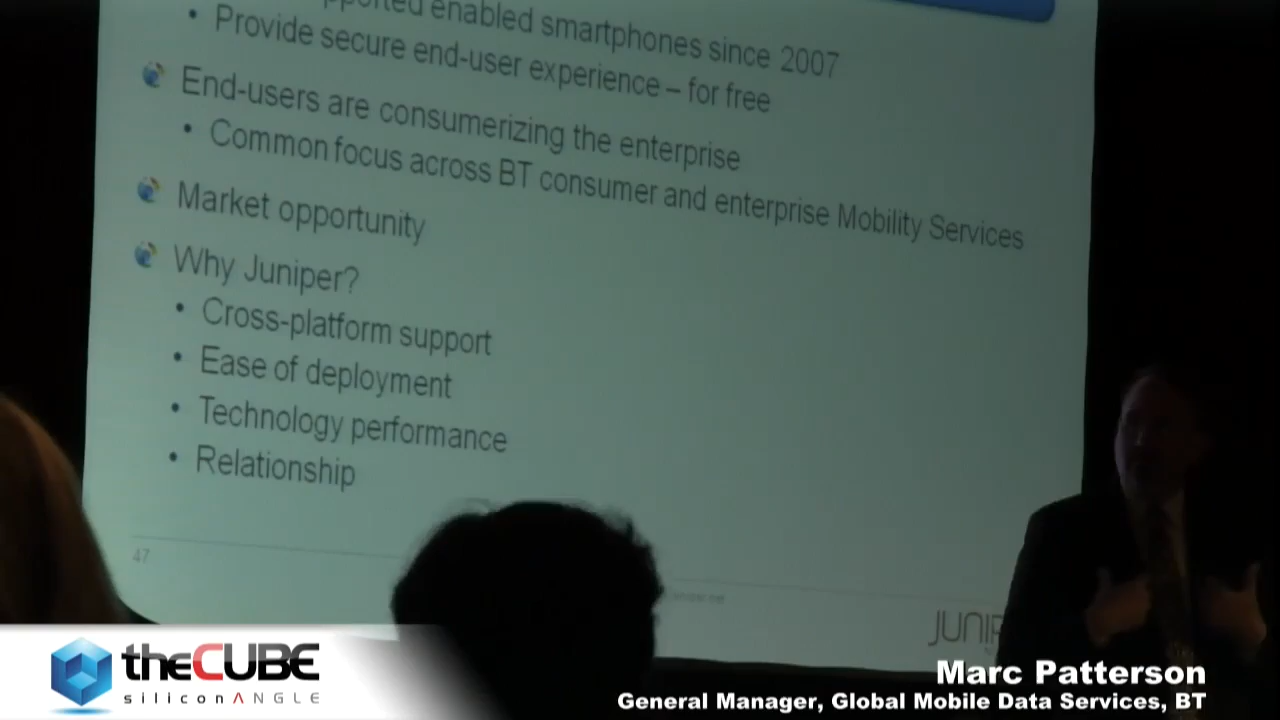 enabled smartphones since 2007
• Provide secure end-user experience – for free
End-users are consumerizing the enterprise
• Common focus across BT consumer and enterprise Mobility Services
Market opportunity
Why Juniper?
• Cross-platform support
• Ease of deployment
• Technology performance
• Relationship
47
theCUBE
siliconANGLE
Marc Patterson
General Manager, Global Mobile Data Services, BT